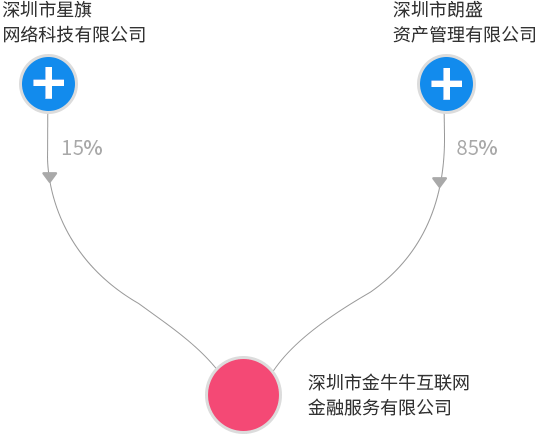 深圳市星旗
网络科技有限公司
深圳市朗盛
资产管理有限公司
15%
85%
深圳市金牛牛互联网
金融服务有限公司